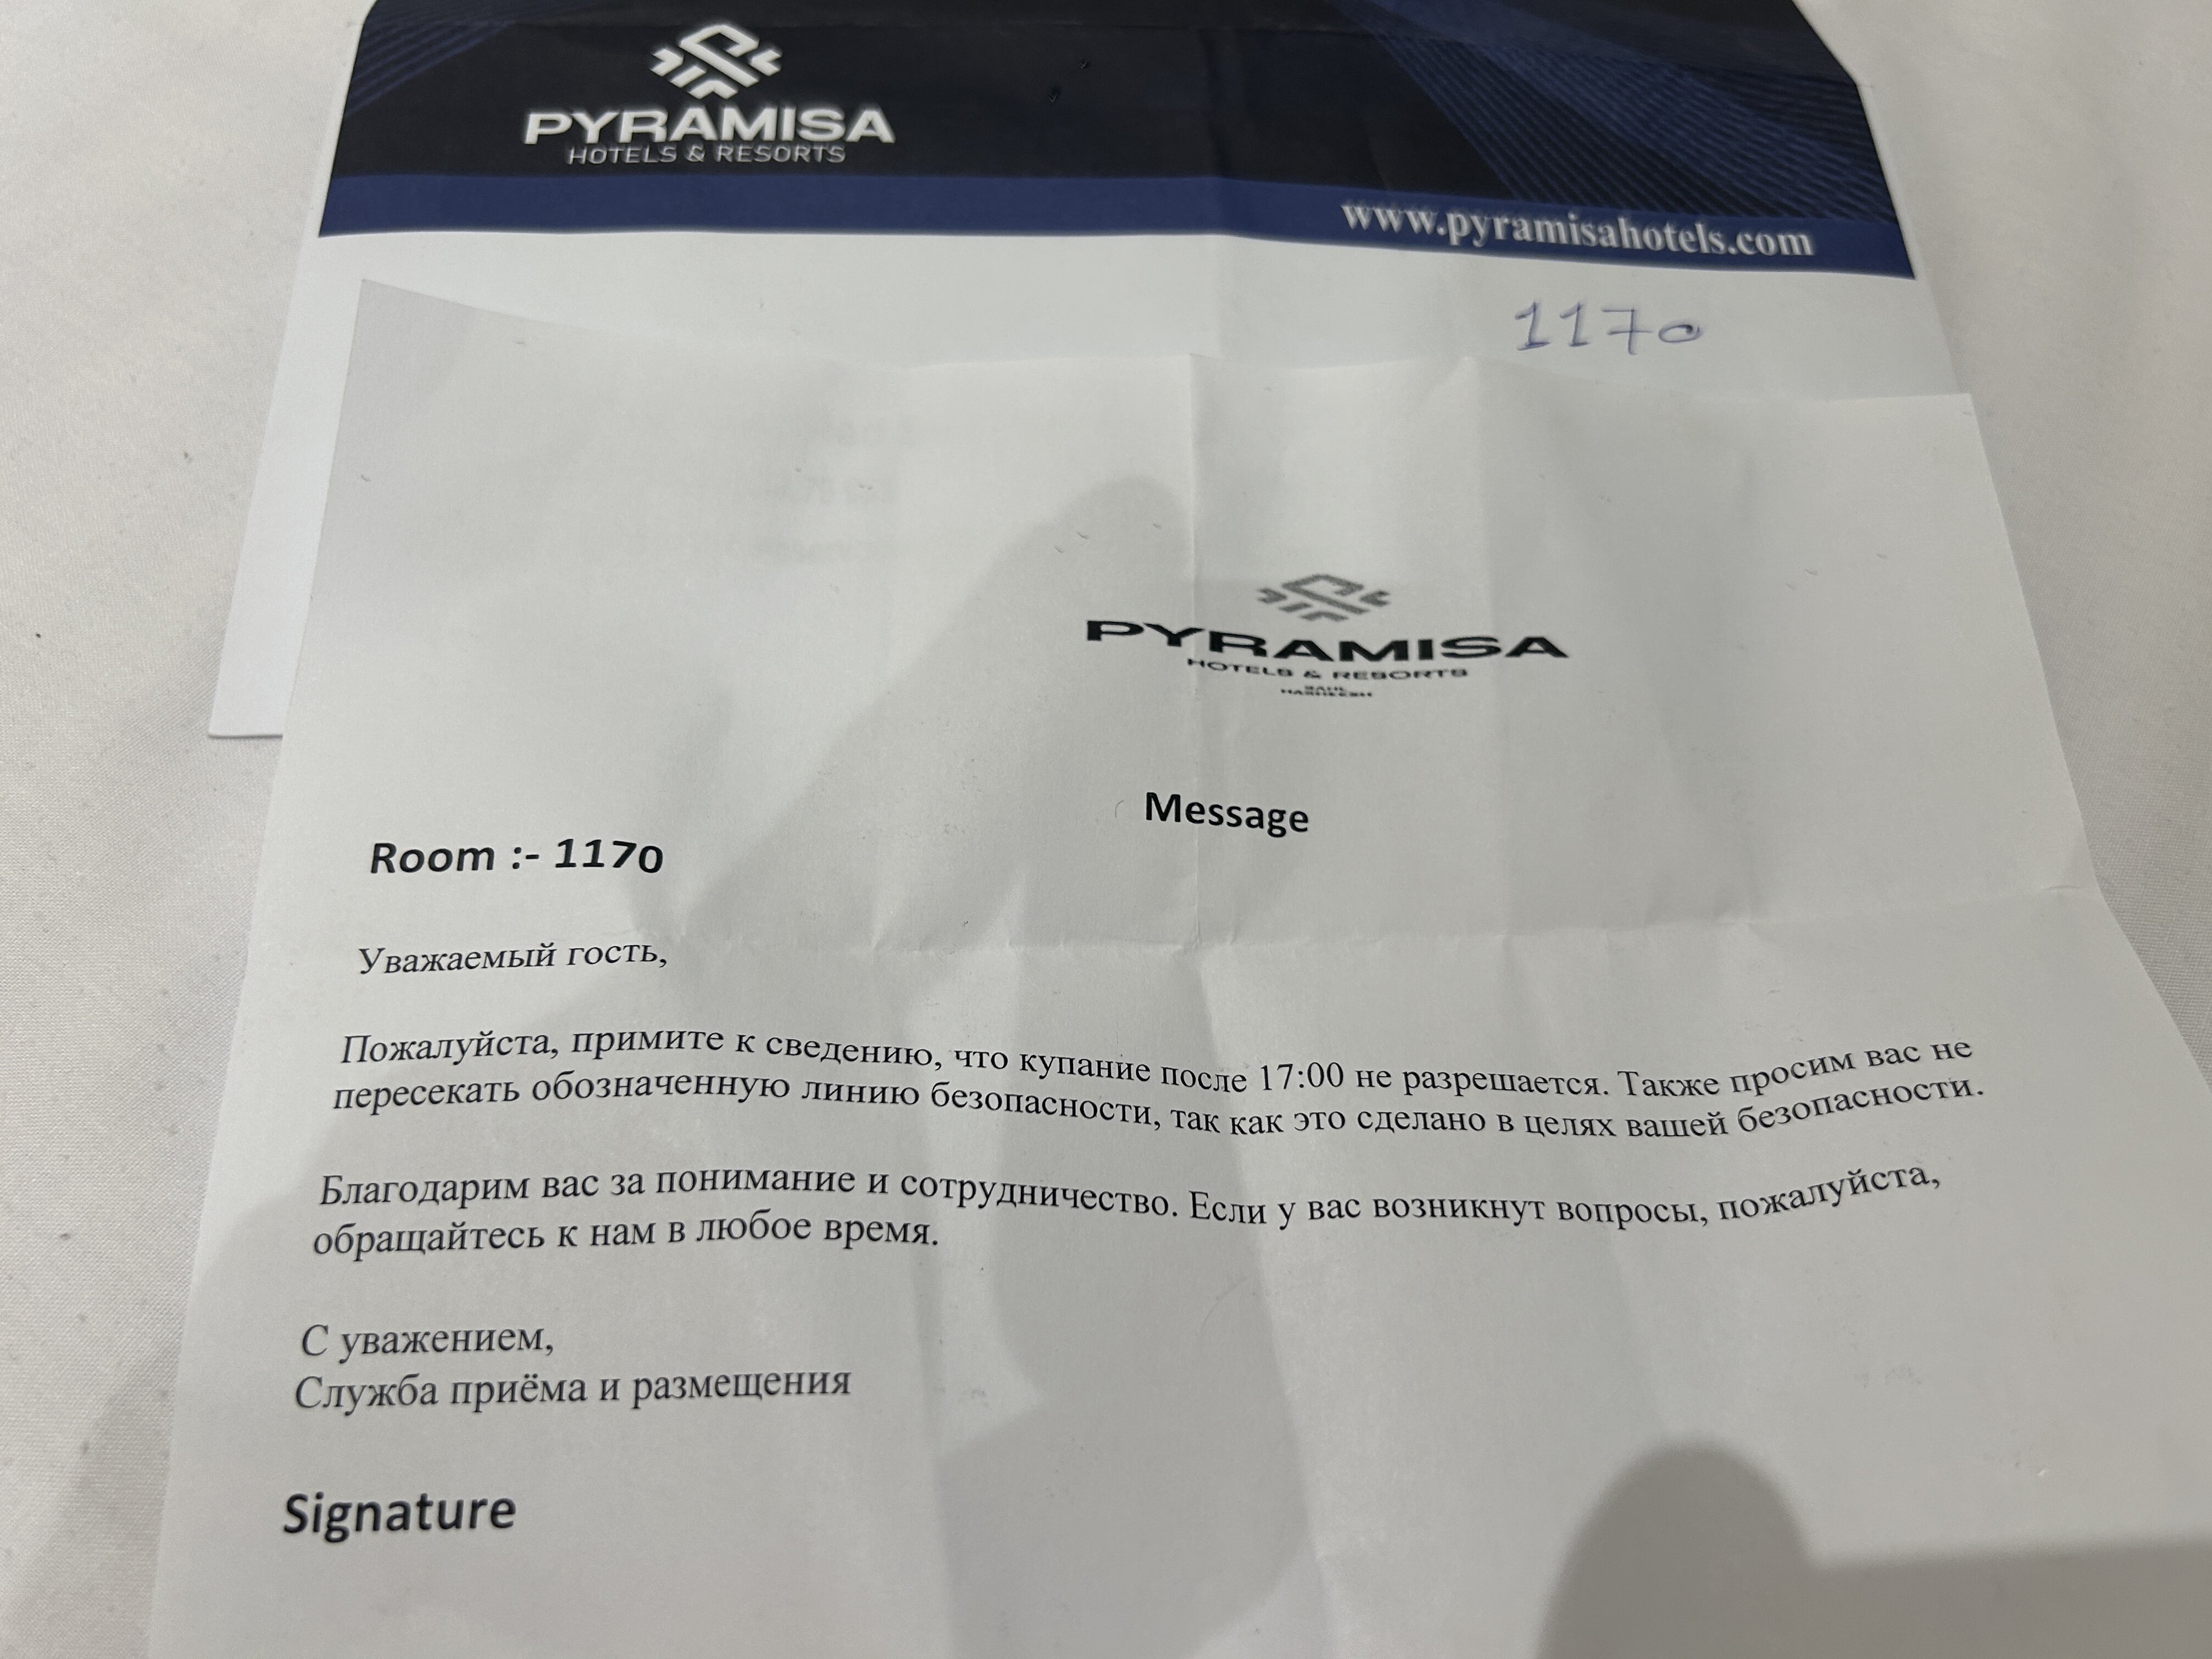 PYRAMISA
HOTELS & RESORTS
www.pyramisahotels.com
1170
PYRAMISA
HOTELS & RESORTS
SAHL
HASHEESH
Message
Room :- 1170
Уважаемый гость,
Пожалуйста, примите к сведению, что купание после 17:00 не разрешается. Также просим вас не
пересекать обозначенную линию безопасности, так как это сделано в целях вашей безопасности.
Благодарим вас за понимание и сотрудничество. Если у вас возникнут вопросы, пожалуйста,
обращайтесь к нам в любое время.
С уважением,
Служба приёма и размещения
Signature